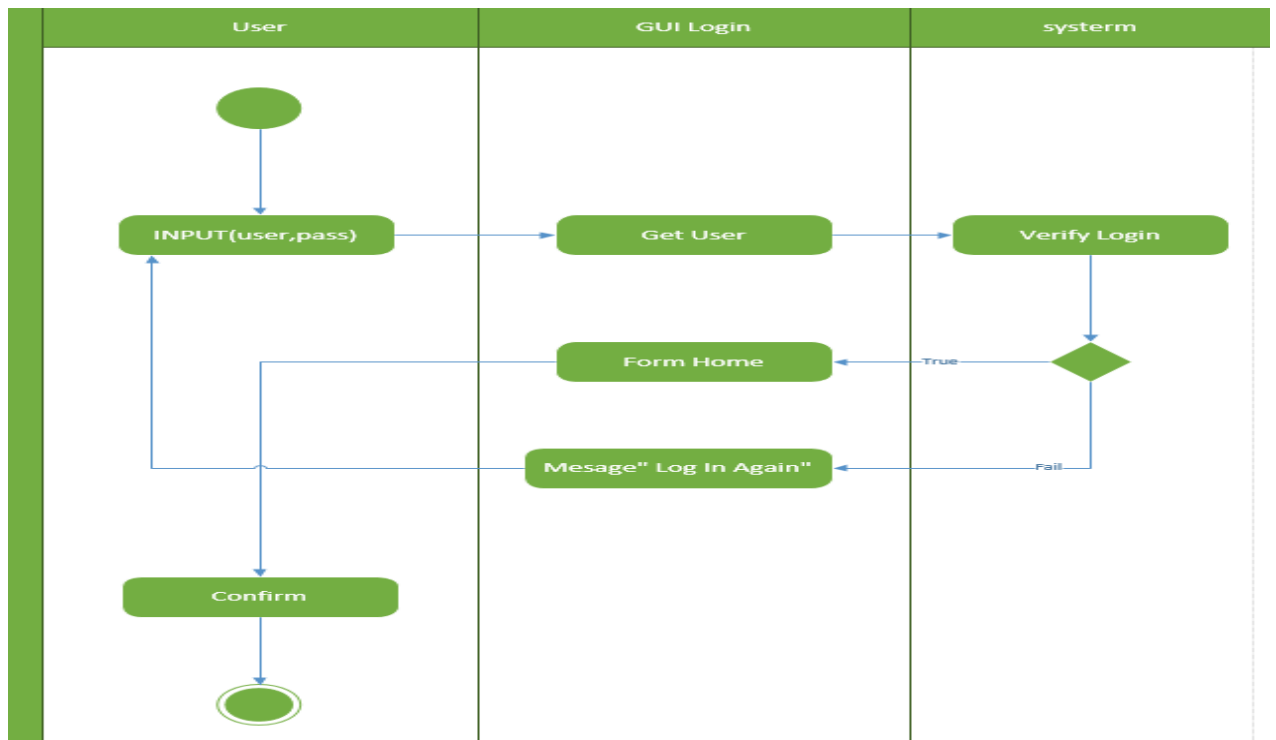 User
GUI Login
systerm
INPUT(user,pass)
Get User
Verify Login
Form Home
True
Mesage" Log In Again"
Fail
Confirm